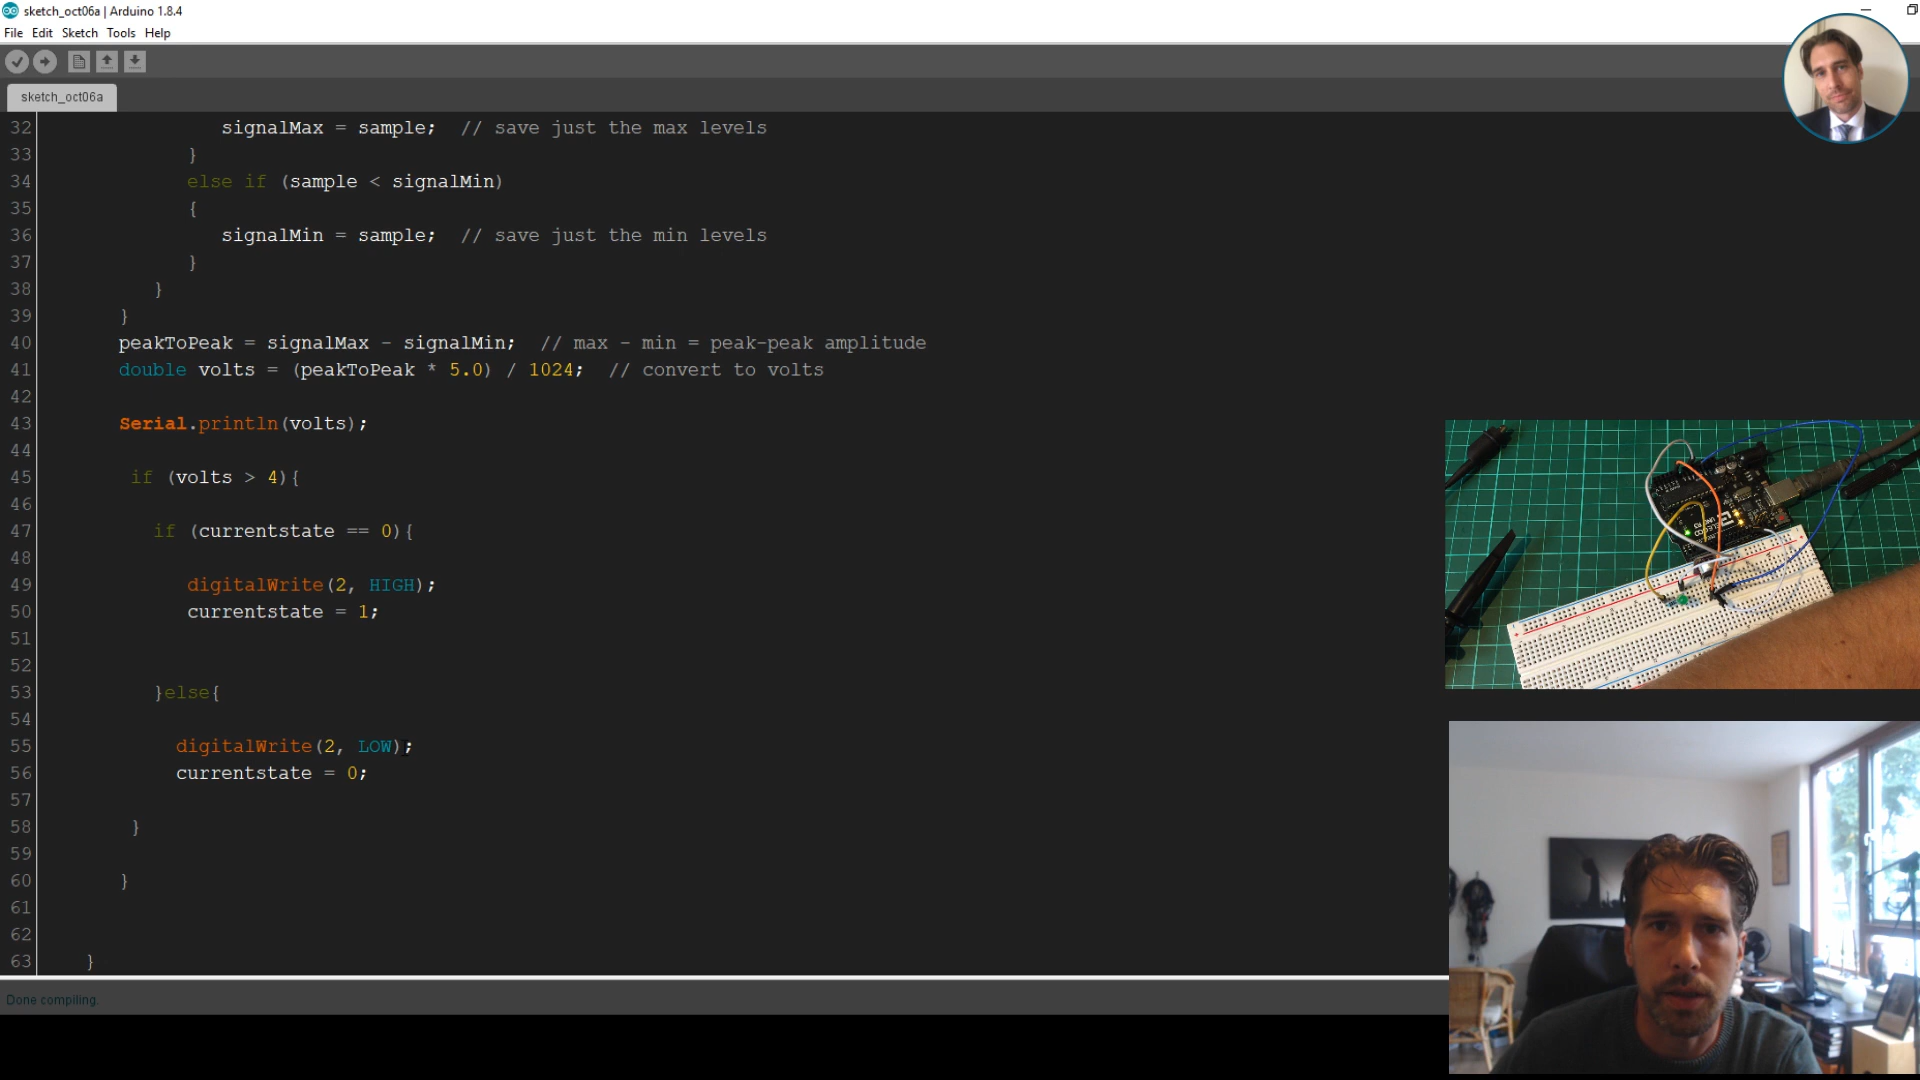 sketch_oct06a | Arduino 1.8.4
File Edit Sketch Tools Help
sketch_oct06a
32 signalMax = sample; // save just the max levels
33 }
34 else if (sample < signalMin)
35 {
36 signalMin = sample; // save just the min levels
37 }
38 }
39 }
40 peakToPeak = signalMax - signalMin; // max - min = peak-peak amplitude
41 double volts = (peakToPeak * 5.0) / 1024; // convert to volts
42
43 Serial.println(volts);
44
45 if (volts > 4){
46
47 if (currentstate == 0){
48
49 digitalWrite(2, HIGH);
50 currentstate = 1;
51
52
53 }else{
54
55 digitalWrite(2, LOW);
56 currentstate = 0;
57
58 }
59
60 }
61
62
63 }
Done compiling.